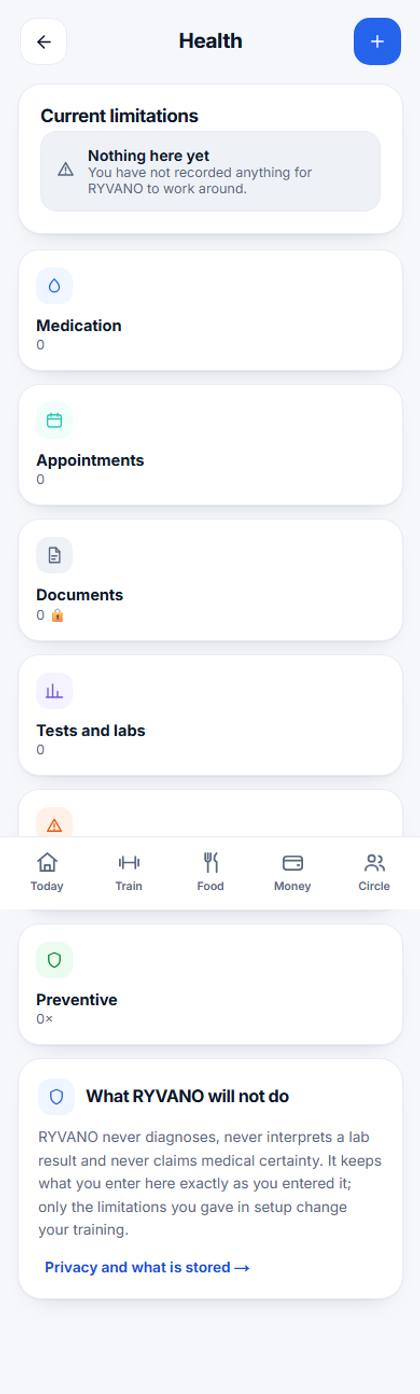 Health
Current limitations
Nothing here yet
You have not recorded anything for
RYVANO to work around.
Medication
0
Appointments
0
Documents
0 🔒
Tests and labs
0
Today
Train
Food
Money
Circle
Preventive
0×
What RYVANO will not do
RYVANO never diagnoses, never interprets a lab
result and never claims medical certainty. It keeps
what you enter here exactly as you entered it;
only the limitations you gave in setup change
your training.
Privacy and what is stored →